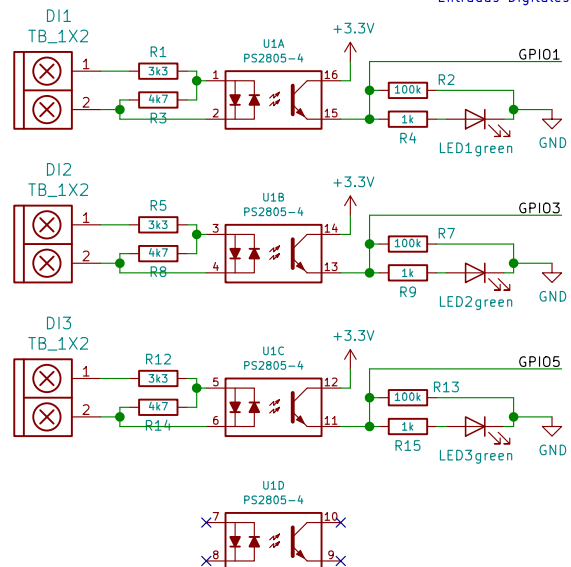 Entradas Digitales
DI1
TB_1X2
1
2
R1
3k3
4k7
R3
U1A
PS2805-4
1
2
16
15
+3.3V
GPIO1
100k
R2
1k
R4
LED1green
GND
DI2
TB_1X2
1
2
R5
3k3
4k7
R8
U1B
PS2805-4
3
4
14
13
+3.3V
GPIO3
100k
R7
1k
R9
LED2green
GND
DI3
TB_1X2
1
2
R12
3k3
4k7
R14
U1C
PS2805-4
5
6
12
11
+3.3V
GPIO5
100k
R13
1k
R15
LED3green
GND
U1D
PS2805-4
7
8
10
9